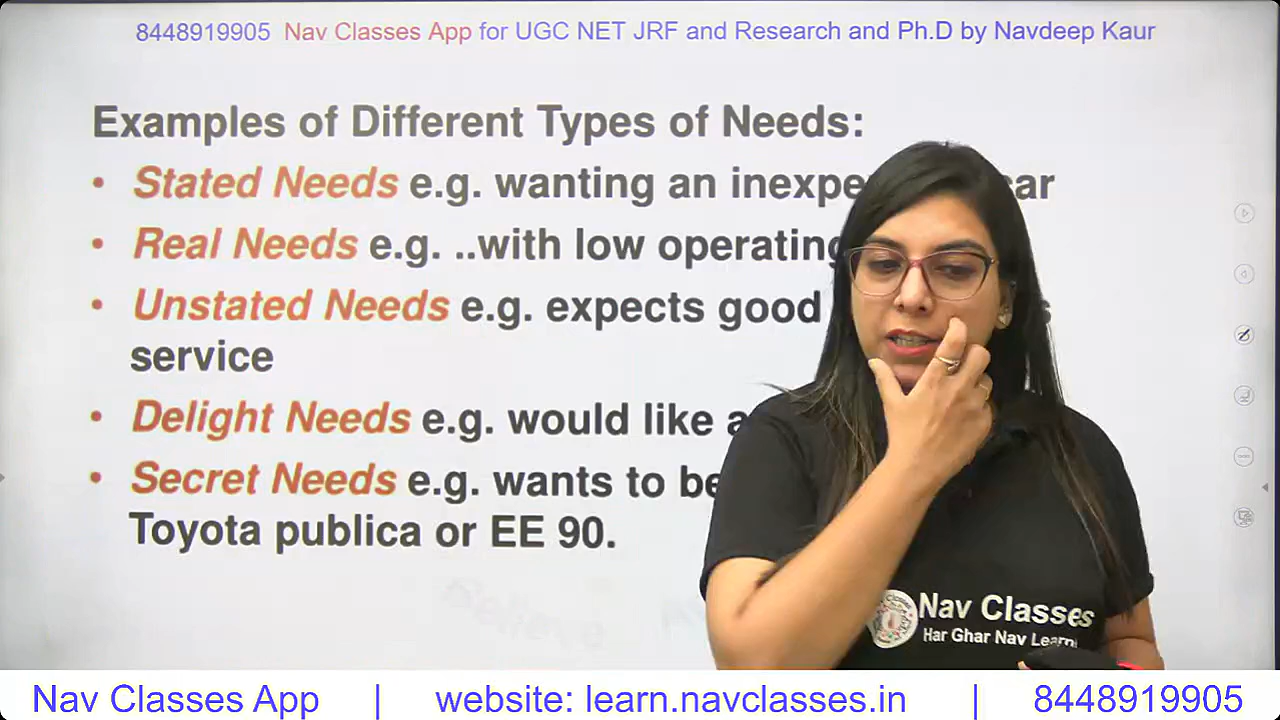 8448919905 Nav Classes App for UGC NET JRF and Research and Ph.D by Navdeep Kaur
Examples of Different Types of Needs:
• Stated Needs e.g. wanting an
• Real Needs e.g. ..with low operating
• Unstated Needs e.g. expects good
service
• Delight Needs e.g. would like
• Secret Needs e.g. wants to
Toyota publica or EE 90.
Nav Classes
Har Ghar Nav
Nav Classes App | website: learn.navclasses.in | 8448919905